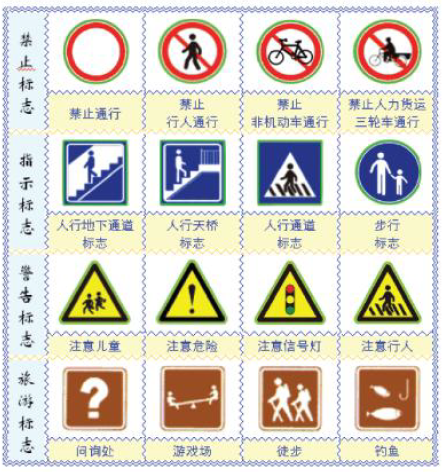 禁止标志
禁止通行
禁止
行人通行
禁止
非机动车通行
禁止人力货运
三轮车通行
指示标志
人行地下通道
标志
人行天桥
标志
人行通道
标志
步行
标志
警告标志
注意儿童
!
注意危险
注意信号灯
注意行人
旅游标志
?
问询处
游戏场
徒步
钓鱼